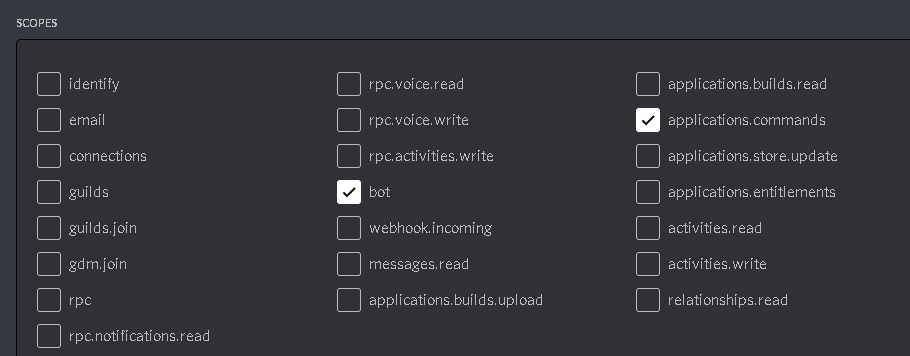 SCOPES
identify
email
connections
guilds
guilds.join
gdm.join
rpc
rpc.notifications.read
rpc.voice.read
rpc.voice.write
rpc.activities.write
bot
webhook.incoming
messages.read
applications.builds.upload
applications.builds.read
applications.commands
applications.store.update
applications.entitlements
activities.read
activities.write
relationships.read